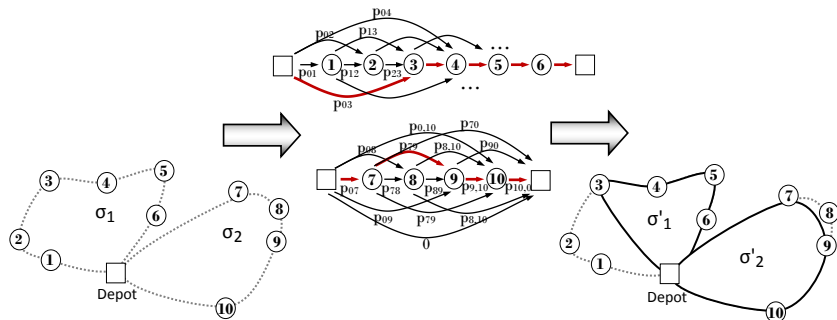 p04
p02 p13
...
1 2 3 4 5 6
p01 p12 p23
...
p03
p0,10 p70
p08 p79 p8,10 p90
7 8 9 10
p07 p78 p89 p9,10 p10,0
p09 p79 p8,10
0
3 4 5
σ1
2 6
1
Depot
7
8
σ2
9
10
3 4 5
σ'1
2 6
1
Depot
7
8
σ'2
9
10